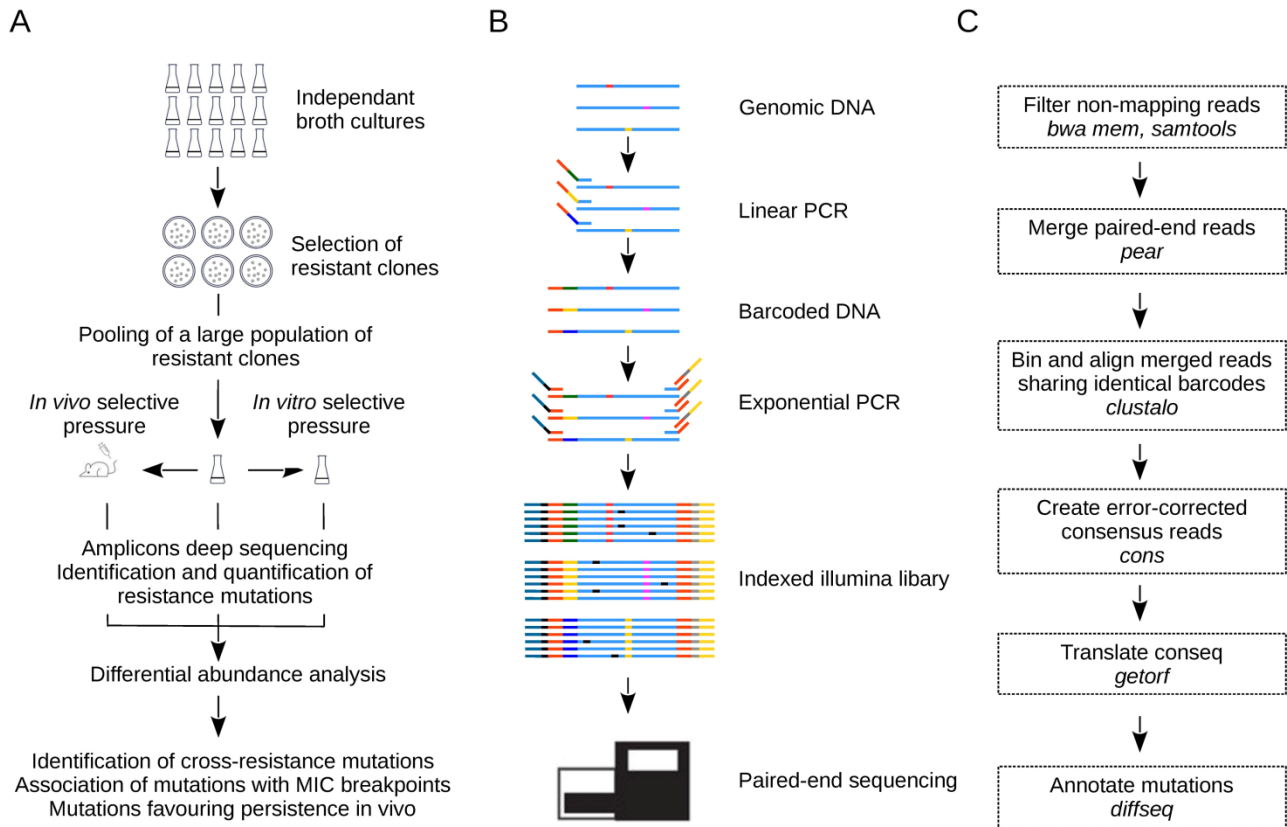 A
Independant
broth cultures
Selection of
resistant clones
Pooling of a large population of
resistant clones
In vivo selective
pressure
In vitro selective
pressure
Amplicons deep sequencing
Identification and quantification of
resistance mutations
Differential abundance analysis
Identification of cross-resistance mutations
Association of mutations with MIC breakpoints
Mutations favouring persistence in vivo
B
Genomic DNA
Linear PCR
Barcoded DNA
Exponential PCR
Indexed illumina libary
Paired-end sequencing
C
Filter non-mapping reads
bwa mem, samtools
Merge paired-end reads
pear
Bin and align merged reads
sharing identical barcodes
clustalo
Create error-corrected
consensus reads
cons
Translate conseq
getorf
Annotate mutations
diffseq